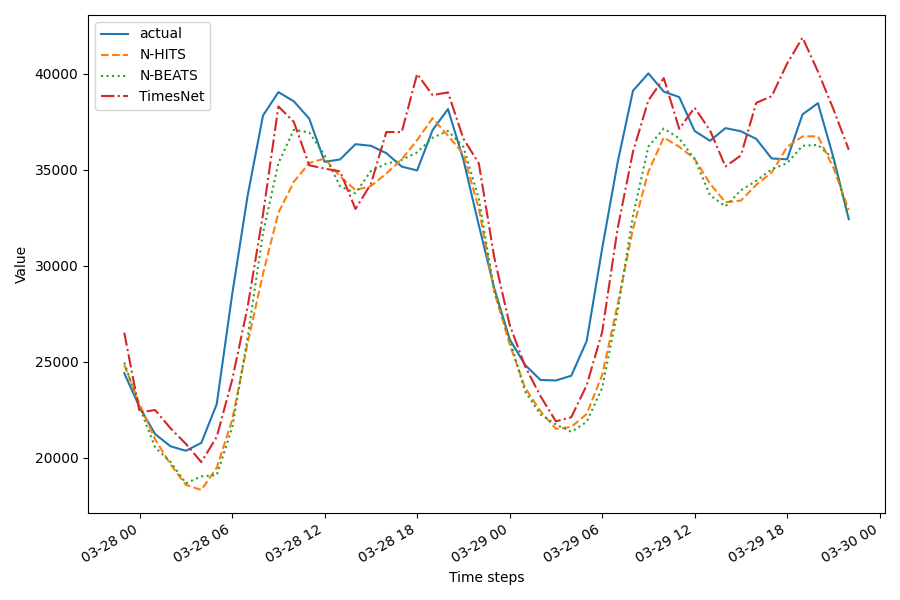 actual
N-HITS
N-BEATS
TimesNet
Value
40000
35000
30000
25000
20000
03-28 00
03-28 06
03-28 12
03-28 18
03-29 00
03-29 06
03-29 12
03-29 18
03-30 00
Time steps